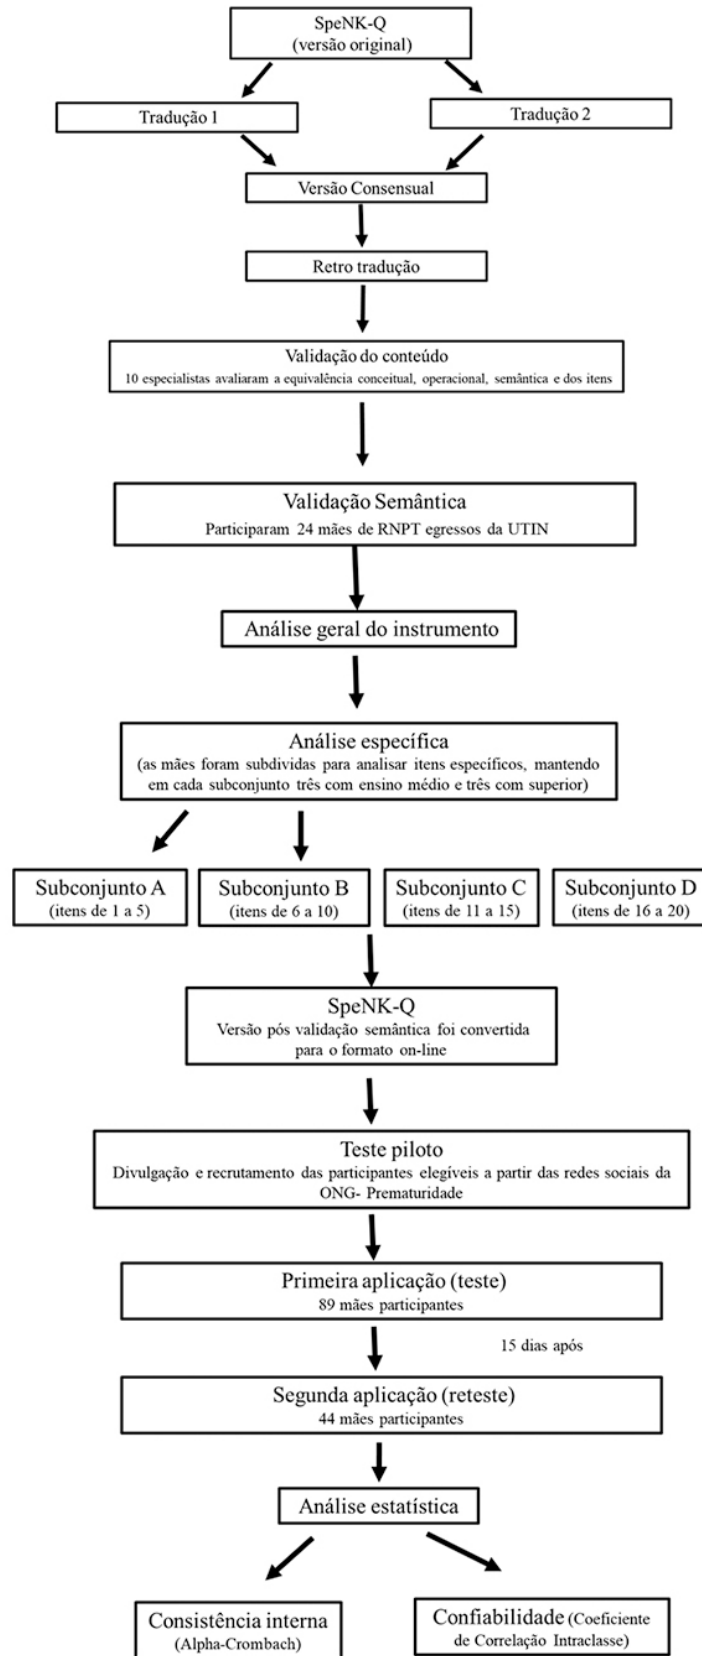 SpeNK-Q
(versão original)
Tradução 1
Tradução 2
Versão Consensual
Retro tradução
Validação do conteúdo
10 especialistas avaliaram a equivalência conceitual, operacional, semântica e dos itens
Validação Semântica
Participaram 24 mães de RNPT egressos da UTIN
Análise geral do instrumento
Análise específica
(as mães foram subdividas para analisar itens específicos, mantendo
em cada subconjunto três com ensino médio e três com superior)
Subconjunto A
(itens de 1 a 5)
Subconjunto B
(itens de 6 a 10)
Subconjunto C
(itens de 11 a 15)
Subconjunto D
(itens de 16 a 20)
SpeNK-Q
Versão pós validação semântica foi convertida
para o formato on-line
Teste piloto
Divulgação e recrutamento das participantes elegíveis a partir das redes sociais da
ONG- Prematuridade
Primeira aplicação (teste)
89 mães participantes
15 dias após
Segunda aplicação (reteste)
44 mães participantes
Análise estatística
Consistência interna
(Alpha-Crombach)
Confiabilidade (Coeficiente
de Correlação Intraclasse)